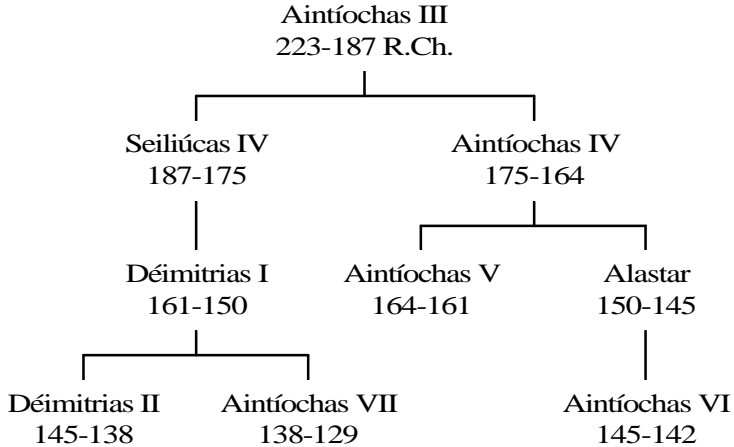 Aintíochas III
223-187 R.Ch.
Seiliúcas IV
187-175
Aintíochas IV
175-164
Déimitrias I
161-150
Aintíochas V
164-161
Alastar
150-145
Déimitrias II
145-138
Aintíochas VII
138-129
Aintíochas VI
145-142